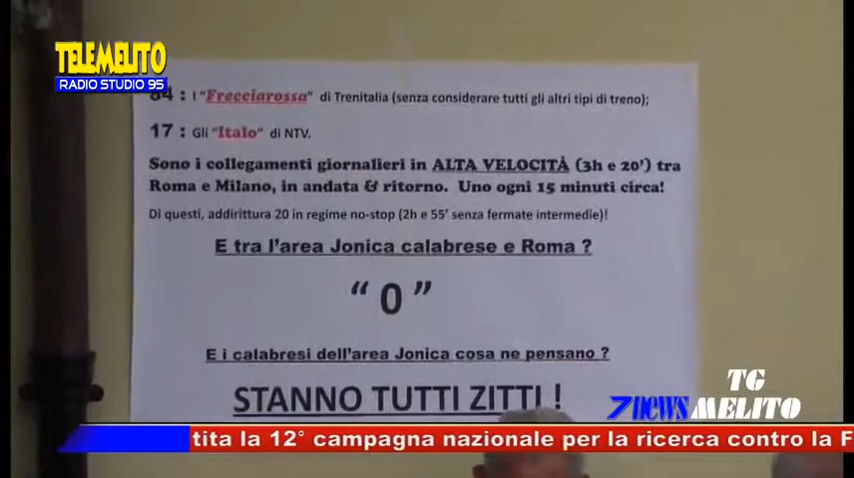 TELEMELITO
RADIO STUDIO 95
84 : I "Frecciarossa" di Trenitalia (senza considerare tutti gli altri tipi di treno);
17 : Gli "Italo" di NTV.
Sono i collegamenti giornalieri in ALTA VELOCITÀ (3h e 20') tra
Roma e Milano, in andata & ritorno. Uno ogni 15 minuti circa!
Di questi, addirittura 20 in regime no-stop (2h e 55' senza fermate intermedie)!
E tra l'area Jonica calabrese e Roma ?
" 0 "
E i calabresi dell'area Jonica cosa ne pensano ?
STANNO TUTTI ZITTI !
TG
7NEWS MELITO
tita la 12° campagna nazionale per la ricerca contro la F